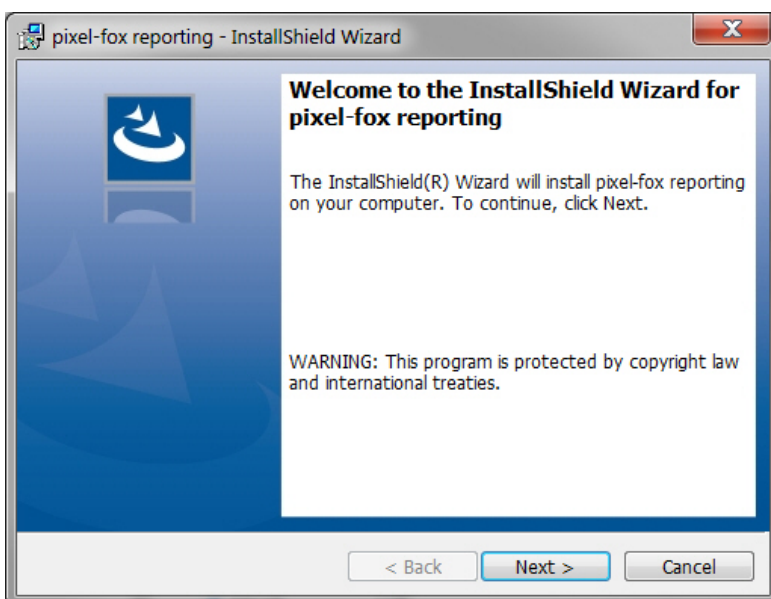 pixel-fox reporting - InstallShield Wizard
Welcome to the InstallShield Wizard for
pixel-fox reporting
The InstallShield(R) Wizard will install pixel-fox reporting
on your computer. To continue, click Next.
WARNING: This program is protected by copyright law
and international treaties.
< Back
Next >
Cancel